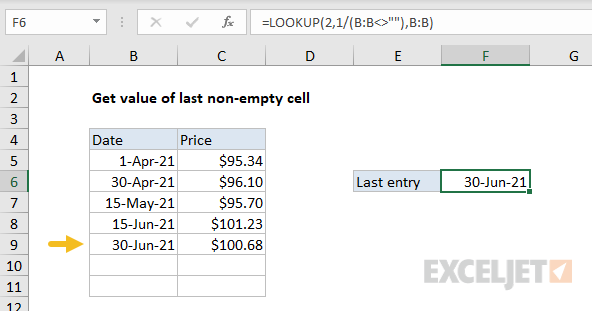 F6 fx =LOOKUP(2,1/(B:B<>""),B:B)
A B C D E F G
1
2 Get value of last non-empty cell
3
4 Date Price
5 1-Apr-21 $95.34
6 30-Apr-21 $96.10 Last entry 30-Jun-21
7 15-May-21 $95.70
8 15-Jun-21 $101.23
9 30-Jun-21 $100.68
10
11
12
EXCELJET